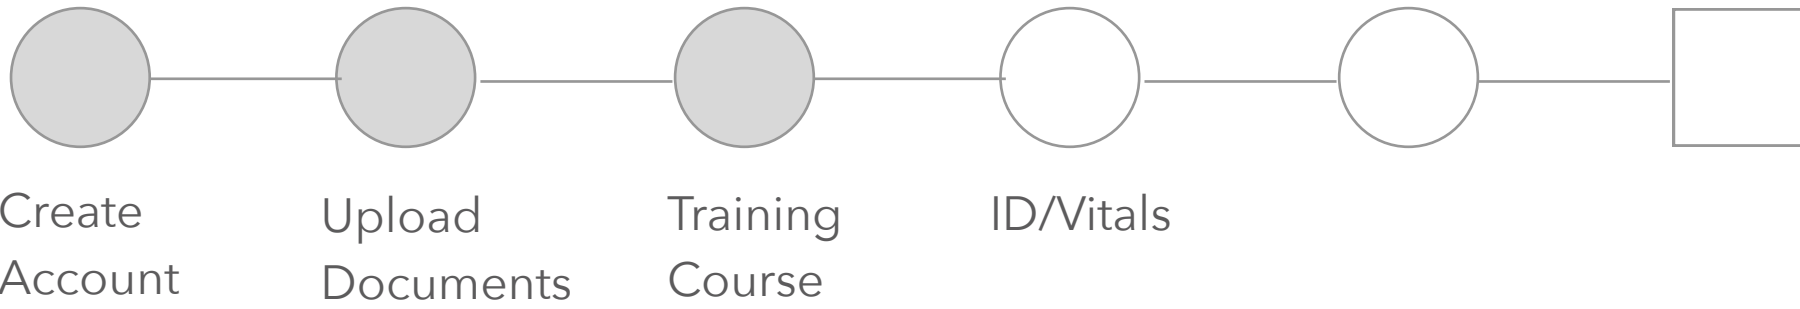 Create
Account
Upload
Documents
Training
Course
ID/Vitals